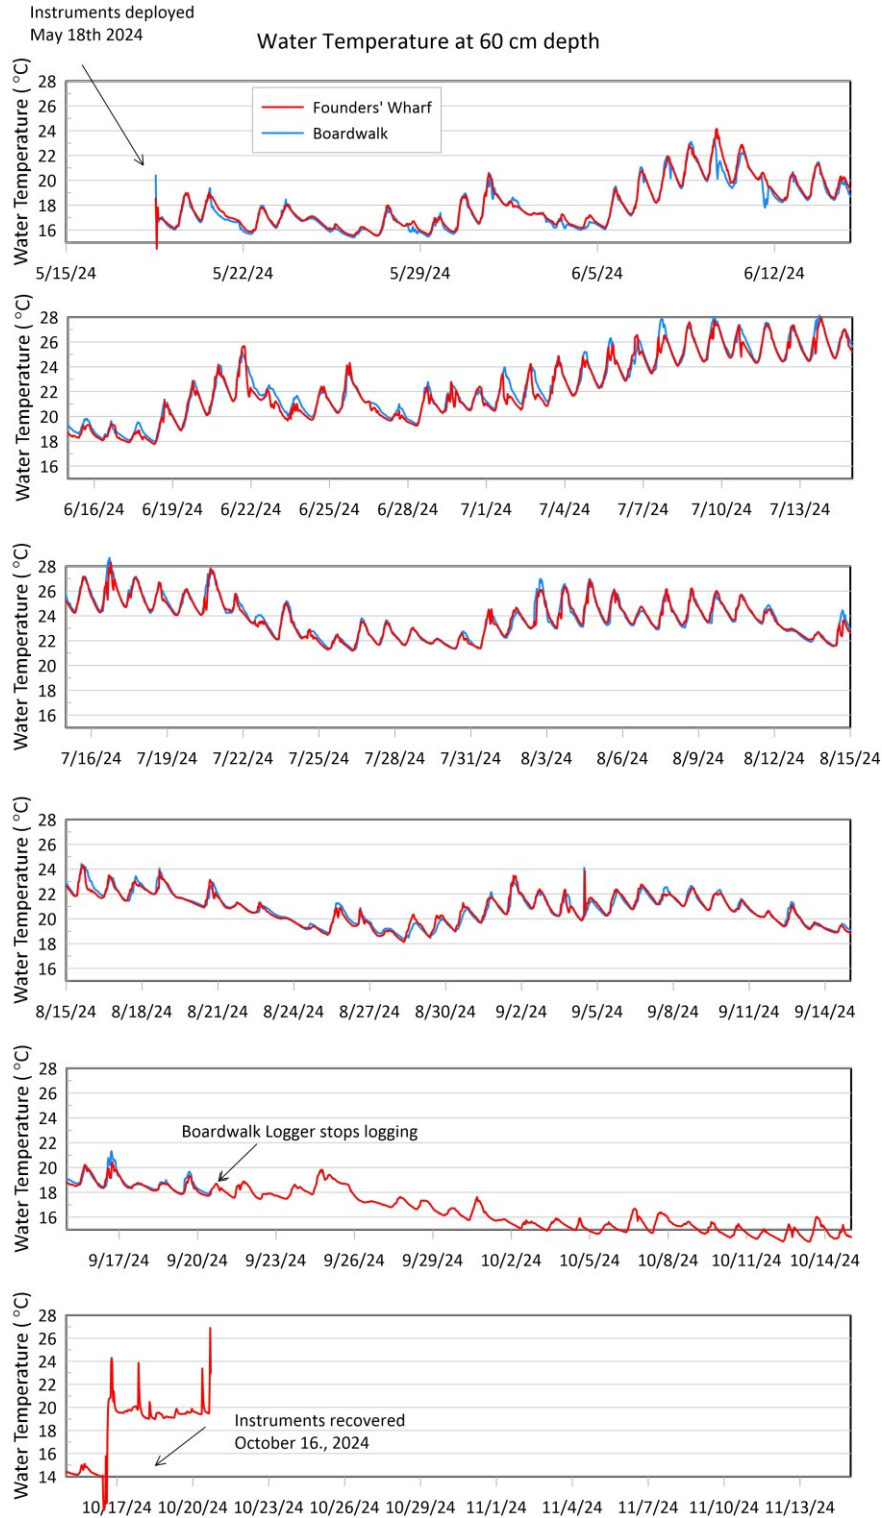 Instruments deployed
May 18th 2024
Water Temperature at 60 cm depth
Water Temperature ( °C)
28
26
24
22
20
18
16
Founders' Wharf
Boardwalk
5/15/24 5/22/24 5/29/24 6/5/24 6/12/24
Water Temperature ( °C)
28
26
24
22
20
18
16
6/16/24 6/19/24 6/22/24 6/25/24 6/28/24 7/1/24 7/4/24 7/7/24 7/10/24 7/13/24
Water Temperature ( °C)
28
26
24
22
20
18
16
7/16/24 7/19/24 7/22/24 7/25/24 7/28/24 7/31/24 8/3/24 8/6/24 8/9/24 8/12/24 8/15/24
Water Temperature ( °C)
28
26
24
22
20
18
16
8/15/24 8/18/24 8/21/24 8/24/24 8/27/24 8/30/24 9/2/24 9/5/24 9/8/24 9/11/24 9/14/24
Water Temperature ( °C)
28
26
24
22
20
18
16
Boardwalk Logger stops logging
9/17/24 9/20/24 9/23/24 9/26/24 9/29/24 10/2/24 10/5/24 10/8/24 10/11/24 10/14/24
Water Temperature ( °C)
28
26
24
22
20
18
16
14
Instruments recovered
October 16., 2024
10/17/24 10/20/24 10/23/24 10/26/24 10/29/24 11/1/24 11/4/24 11/7/24 11/10/24 11/13/24